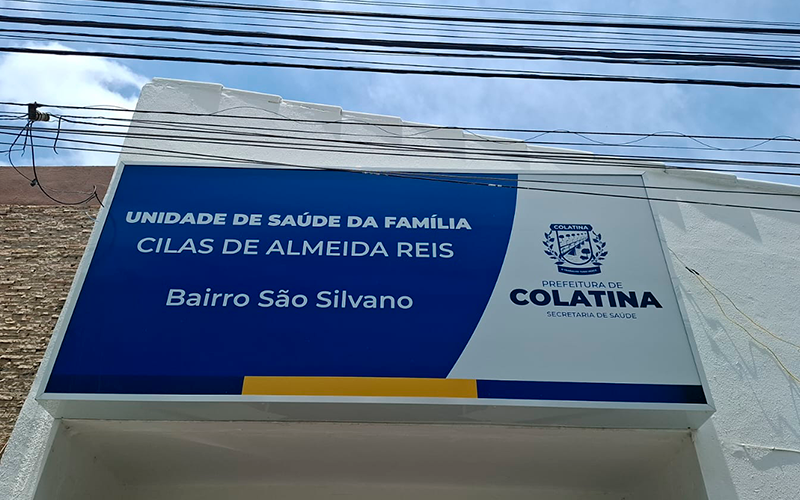 UNIDADE DE SAÚDE DA FAMÍLIA
CILAS DE ALMEIDA REIS
Bairro São Silvano
COLATINA
PREFEITURA DE
COLATINA
SECRETARIA DE SAÚDE